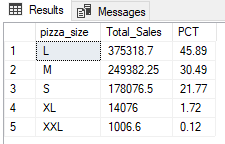 Results Messages
pizza_size Total_Sales PCT
1 L 375318.7 45.89
2 M 249382.25 30.49
3 S 178076.5 21.77
4 XL 14076 1.72
5 XXL 1006.6 0.12